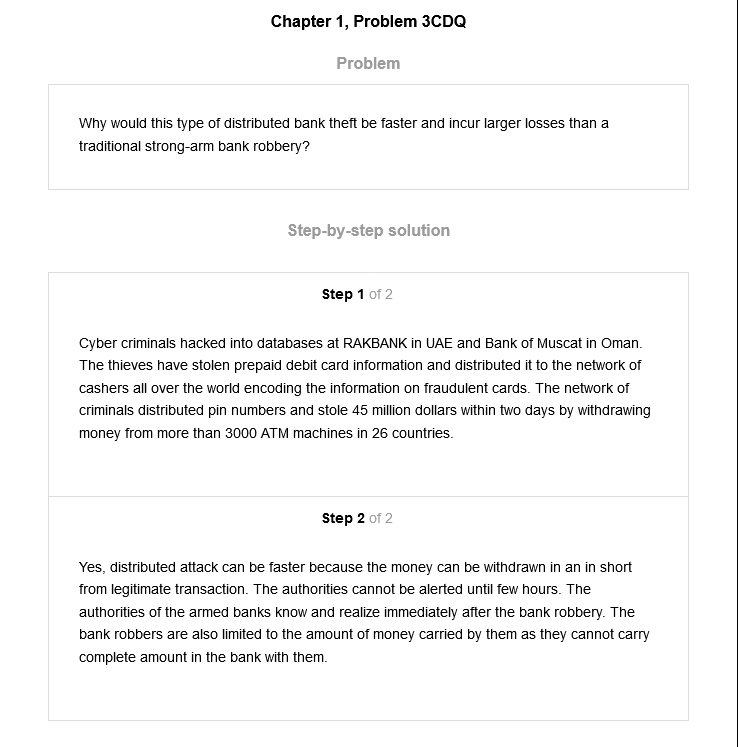 Chapter 1, Problem 3CDQ
Problem
Why would this type of distributed bank theft be faster and incur larger losses than a
traditional strong-arm bank robbery?
Step-by-step solution
Step 1 of 2
Cyber criminals hacked into databases at RAKBANK in UAE and Bank of Muscat in Oman.
The thieves have stolen prepaid debit card information and distributed it to the network of
cashers all over the world encoding the information on fraudulent cards. The network of
criminals distributed pin numbers and stole 45 million dollars within two days by withdrawing
money from more than 3000 ATM machines in 26 countries.
Step 2 of 2
Yes, distributed attack can be faster because the money can be withdrawn in an in short
from legitimate transaction. The authorities cannot be alerted until few hours. The
authorities of the armed banks know and realize immediately after the bank robbery. The
bank robbers are also limited to the amount of money carried by them as they cannot carry
complete amount in the bank with them.